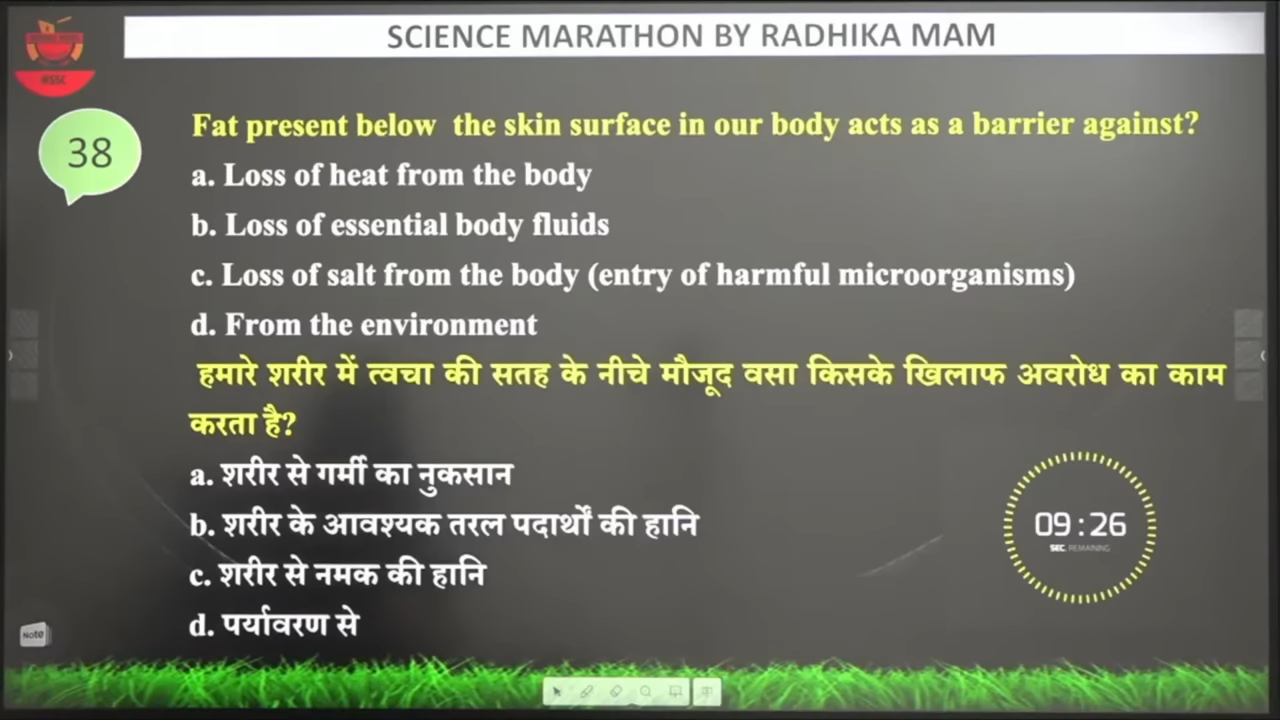 SCIENCE MARATHON BY RADHIKA MAM
#SSC
38
Fat present below the skin surface in our body acts as a barrier against?
a. Loss of heat from the body
b. Loss of essential body fluids
c. Loss of salt from the body (entry of harmful microorganisms)
d. From the environment
हमारे शरीर में त्वचा की सतह के नीचे मौजूद वसा किसके खिलाफ अवरोध का काम
करता है?
a. शरीर से गर्मी का नुकसान
b. शरीर के आवश्यक तरल पदार्थों की हानि
c. शरीर से नमक की हानि
d. पर्यावरण से
09:26
SEC. REMAINING
Note